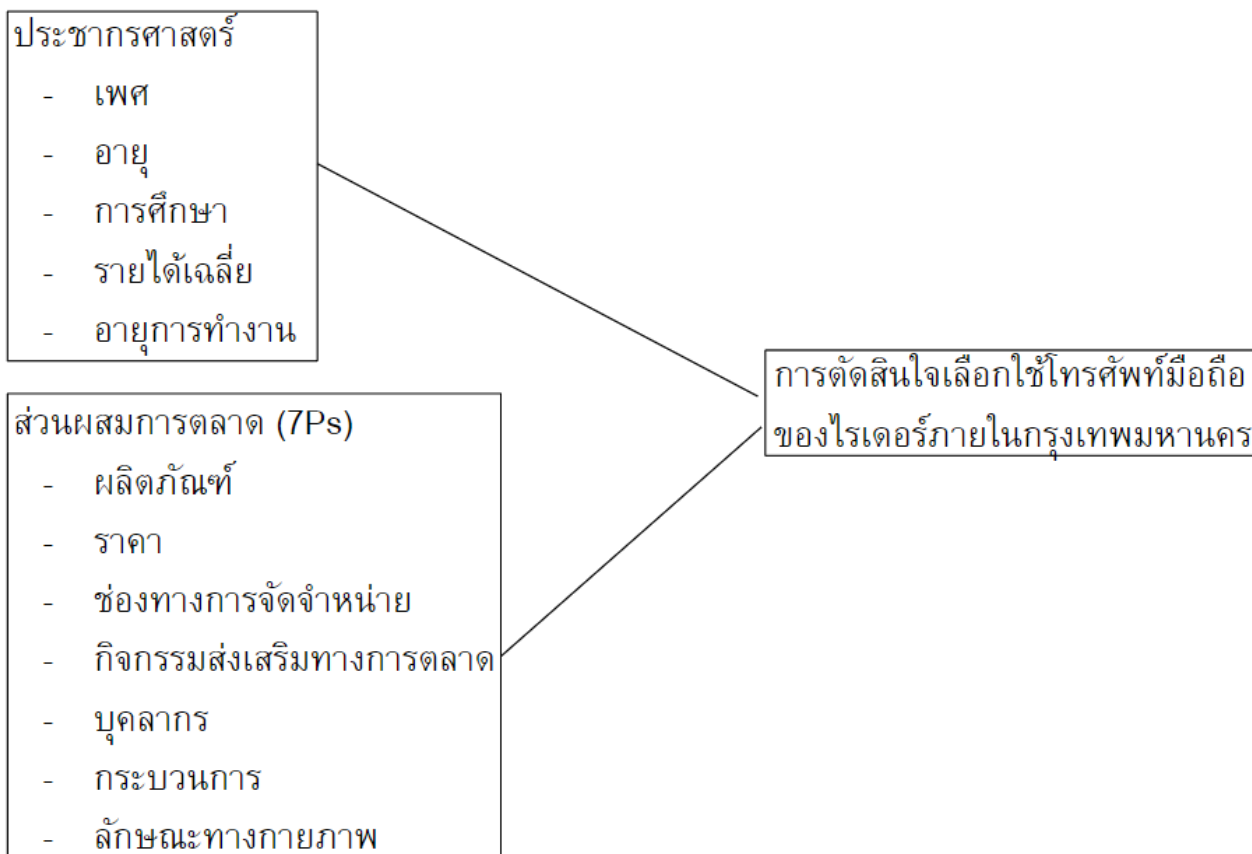 ประชากรศาสตร์
- เพศ
- อายุ
- การศึกษา
- รายได้เฉลี่ย
- อายุการทำงาน
การตัดสินใจเลือกใช้โทรศัพท์มือถือ
ของไรเดอร์ภายในกรุงเทพมหานคร
ส่วนผสมการตลาด (7Ps)
- ผลิตภัณฑ์
- ราคา
- ช่องทางการจัดจำหน่าย
- กิจกรรมส่งเสริมทางการตลาด
- บุคลากร
- กระบวนการ
- ลักษณะทางกายภาพ